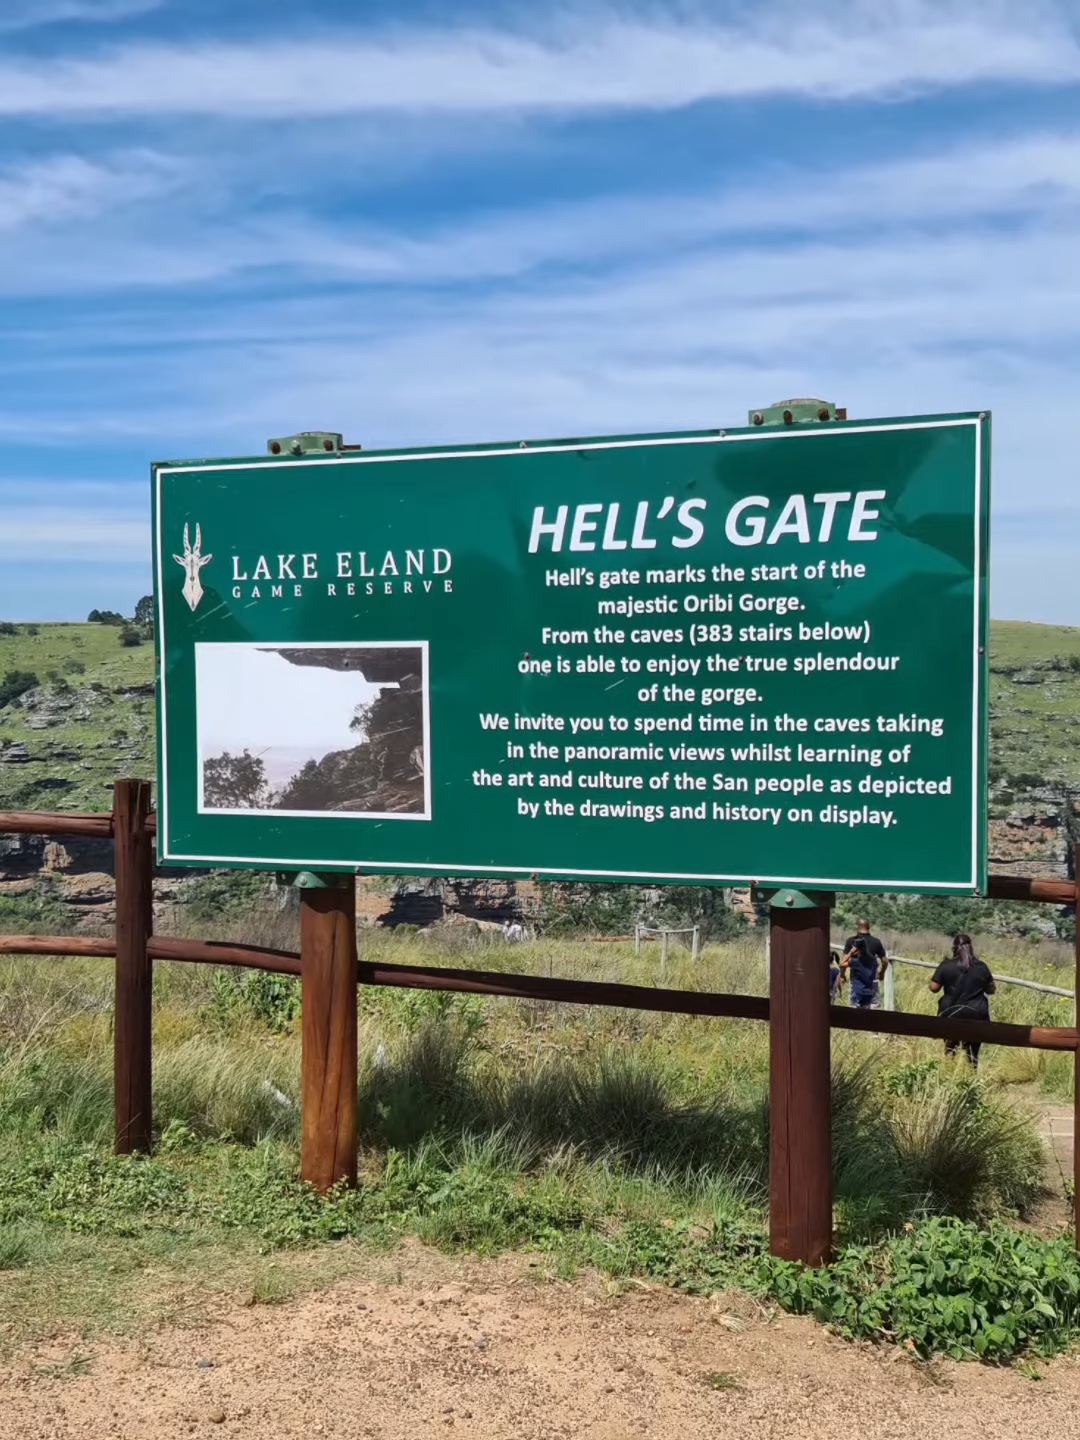 LAKE ELAND
GAME RESERVE
HELL'S GATE
Hell's gate marks the start of the
majestic Oribi Gorge.
From the caves (383 stairs below)
one is able to enjoy the true splendour
of the gorge.
We invite you to spend time in the caves taking
in the panoramic views whilst learning of
the art and culture of the San people as depicted
by the drawings and history on display.